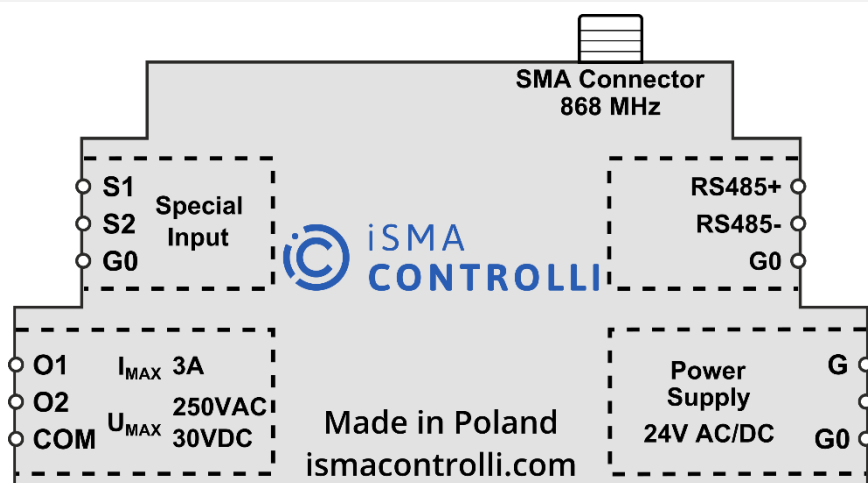 SMA Connector
868 MHz
S1
S2
G0
Special
Input
iSMA
CONTROLLI
RS485+
RS485-
G0
O1
O2
COM
IMAX 3A
UMAX 250VAC
30VDC
Made in Poland
ismacontrolli.com
Power
Supply
24V AC/DC
G
G0